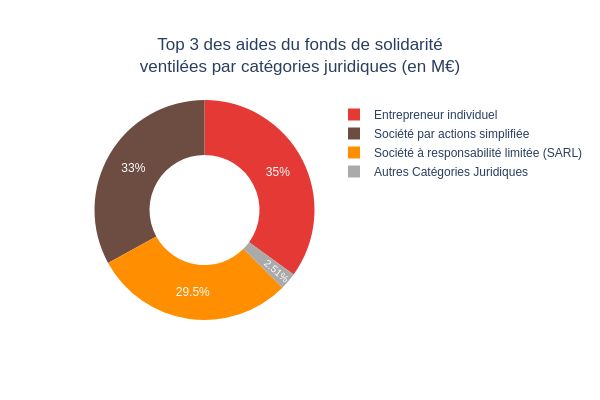 Top 3 des aides du fonds de solidarité
ventilées par catégories juridiques (en M€)
Entrepreneur individuel
Société par actions simplifiée
Société à responsabilité limitée (SARL)
Autres Catégories Juridiques
33%
35%
2.51%
29.5%